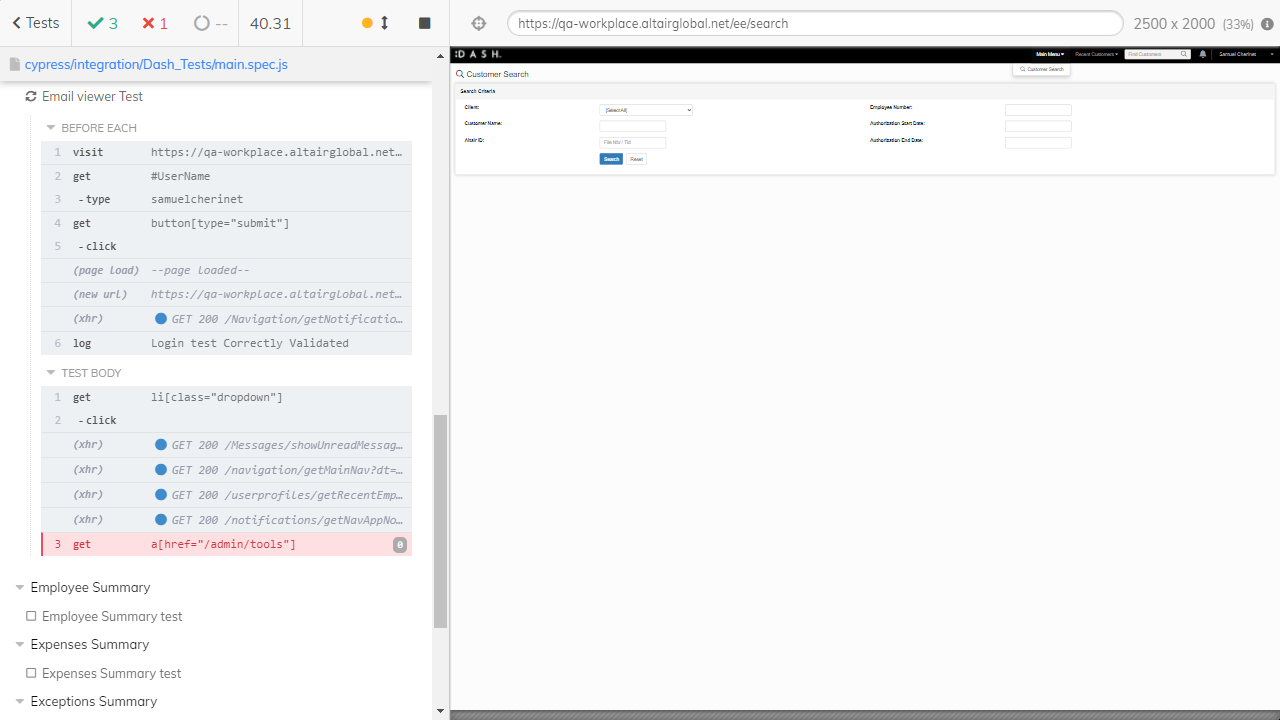 Tests 3 1 -- 40.31
https://qa-workplace.altairglobal.net/ee/search 2500 x 2000 (33%)
cypress/integration/Dash_Tests/main.spec.js
Email viewer Test
BEFORE EACH
1 visit https://qa-workplace.altairglobal.net…
2 get #UserName
3 -type samuelcherinet
4 get button[type="submit"]
5 -click
(page load) --page loaded--
(new url) https://qa-workplace.altairglobal.net…
(xhr) GET 200 /Navigation/getNotificatio…
6 log Login test Correctly Validated
TEST BODY
1 get li[class="dropdown"]
2 -click
(xhr) GET 200 /Messages/showUnreadMessag…
(xhr) GET 200 /navigation/getMainNav?dt=…
(xhr) GET 200 /userprofiles/getRecentEmp…
(xhr) GET 200 /notifications/getNavAppNo…
3 get a[href="/admin/tools"] 0
Employee Summary
Employee Summary test
Expenses Summary
Expenses Summary test
Exceptions Summary
:DASH. Main Menu Recent Customers Find Customers Samuel Cherinet
Customer Search
Customer Search
Search Criteria
Client: [Select All] Employee Number:
Customer Name: Authorization Start Date:
Altair ID: File Nbr / Tid Authorization End Date:
Search Reset